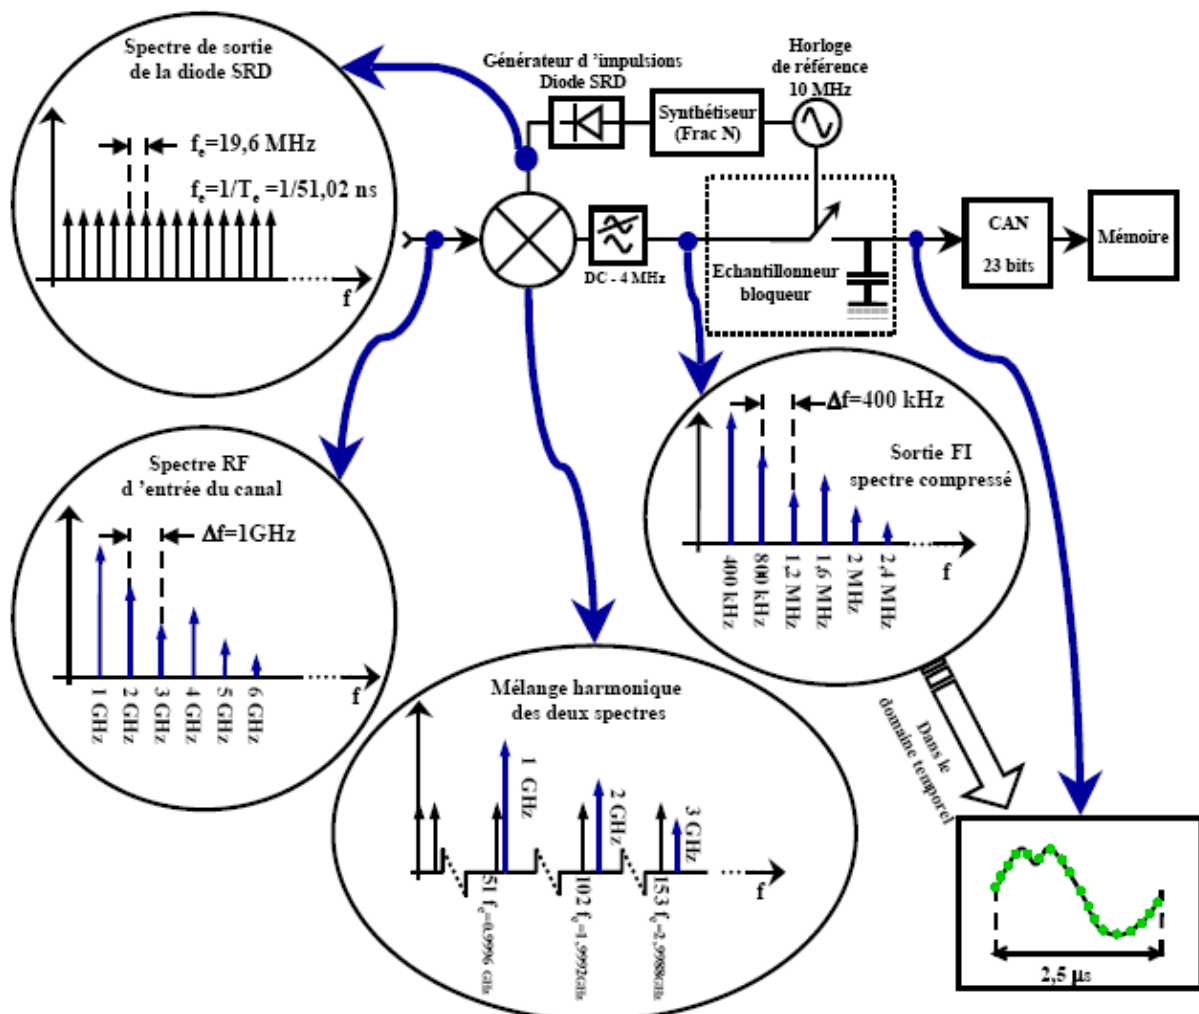 Spectre de sortie
de la diode SRD
fe=19,6 MHz
fe=1/Te =1/51,02 ns
f
Générateur d 'impulsions
Diode SRD
Synthétiseur
(Frac N)
Horloge
de référence
10 MHz
DC - 4 MHz
Echantillonneur
bloqueur
CAN
23 bits
Mémoire
Spectre RF
d 'entrée du canal
Δf=1GHz
f
1 GHz
2 GHz
3 GHz
4 GHz
5 GHz
6 GHz
Δf=400 kHz
Sortie FI
spectre compressé
f
400 kHz
800 kHz
1,2 MHz
1,6 MHz
2 MHz
2,4 MHz
Mélange harmonique
des deux spectres
1 GHz
2 GHz
3 GHz
f
51 fe=0.9996 GHz
102 fe=1,9992GHz
153 fe=2,9988GHz
Dans le
domaine temporel
2,5 µs